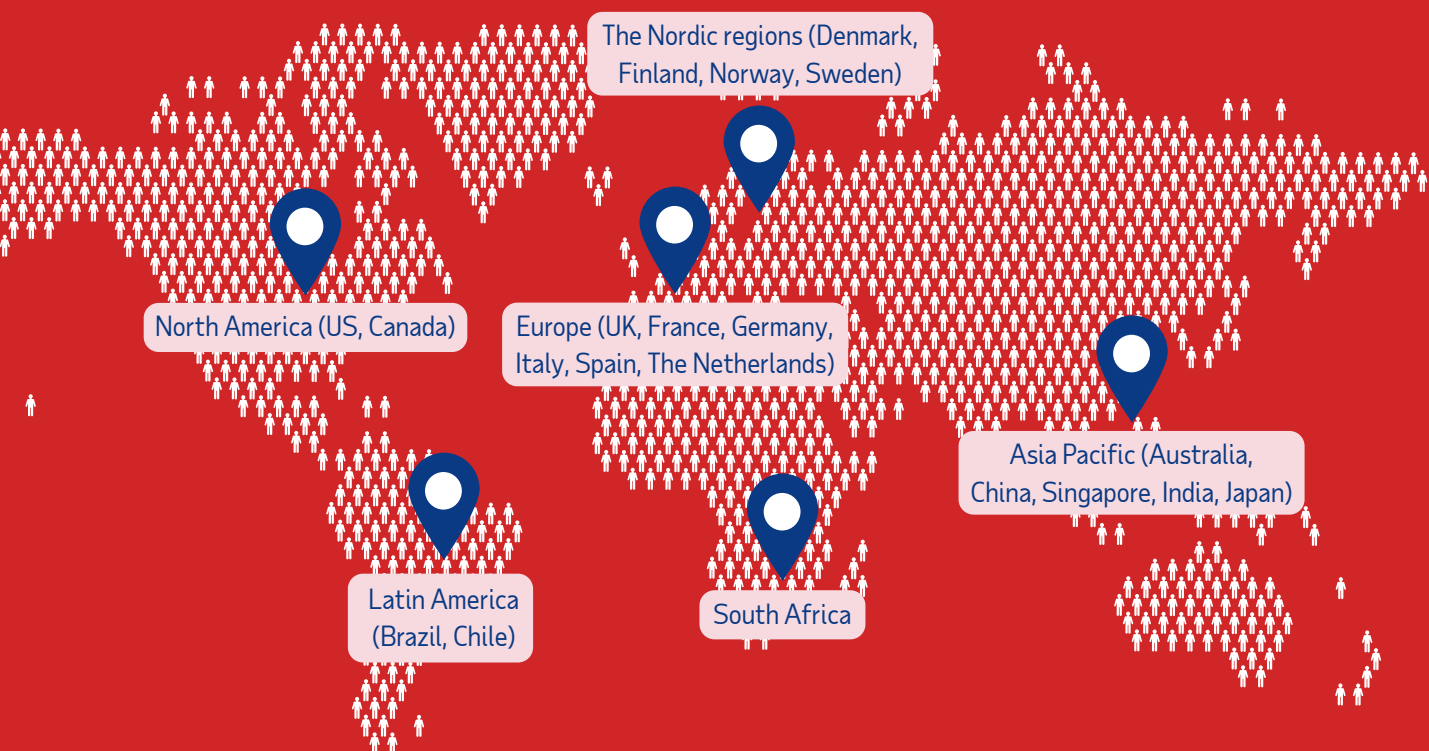 The Nordic regions (Denmark,
Finland, Norway, Sweden)
North America (US, Canada)
Europe (UK, France, Germany,
Italy, Spain, The Netherlands)
Asia Pacific (Australia,
China, Singapore, India, Japan)
Latin America
(Brazil, Chile)
South Africa